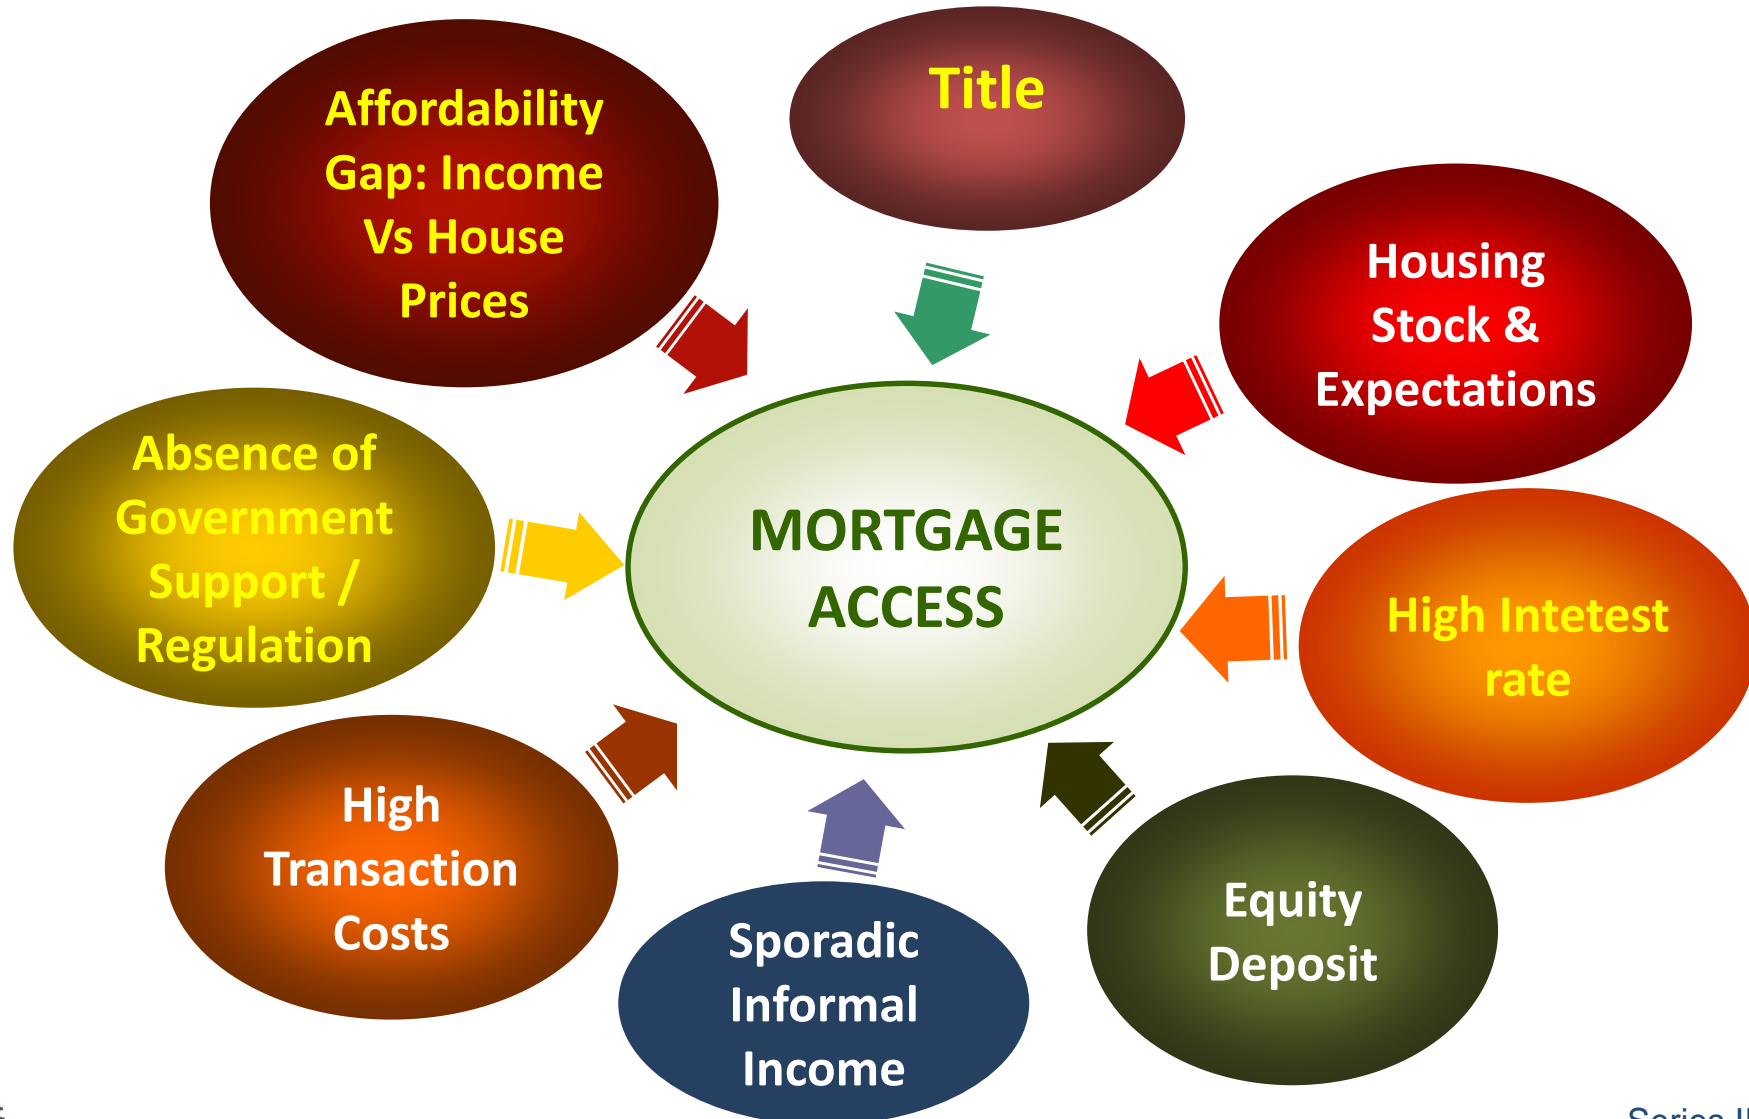 Title
Affordability
Gap: Income
Vs House
Prices
Housing
Stock &
Expectations
Absence of
Government
Support /
Regulation
MORTGAGE
ACCESS
High Intetest
rate
High
Transaction
Costs
Equity
Deposit
Sporadic
Informal
Income